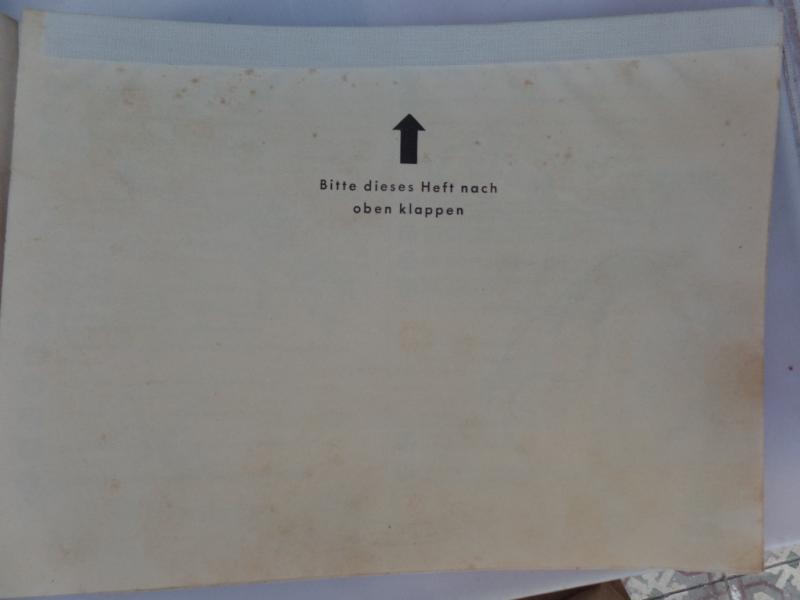 Bitte dieses Heft nach
oben klappen